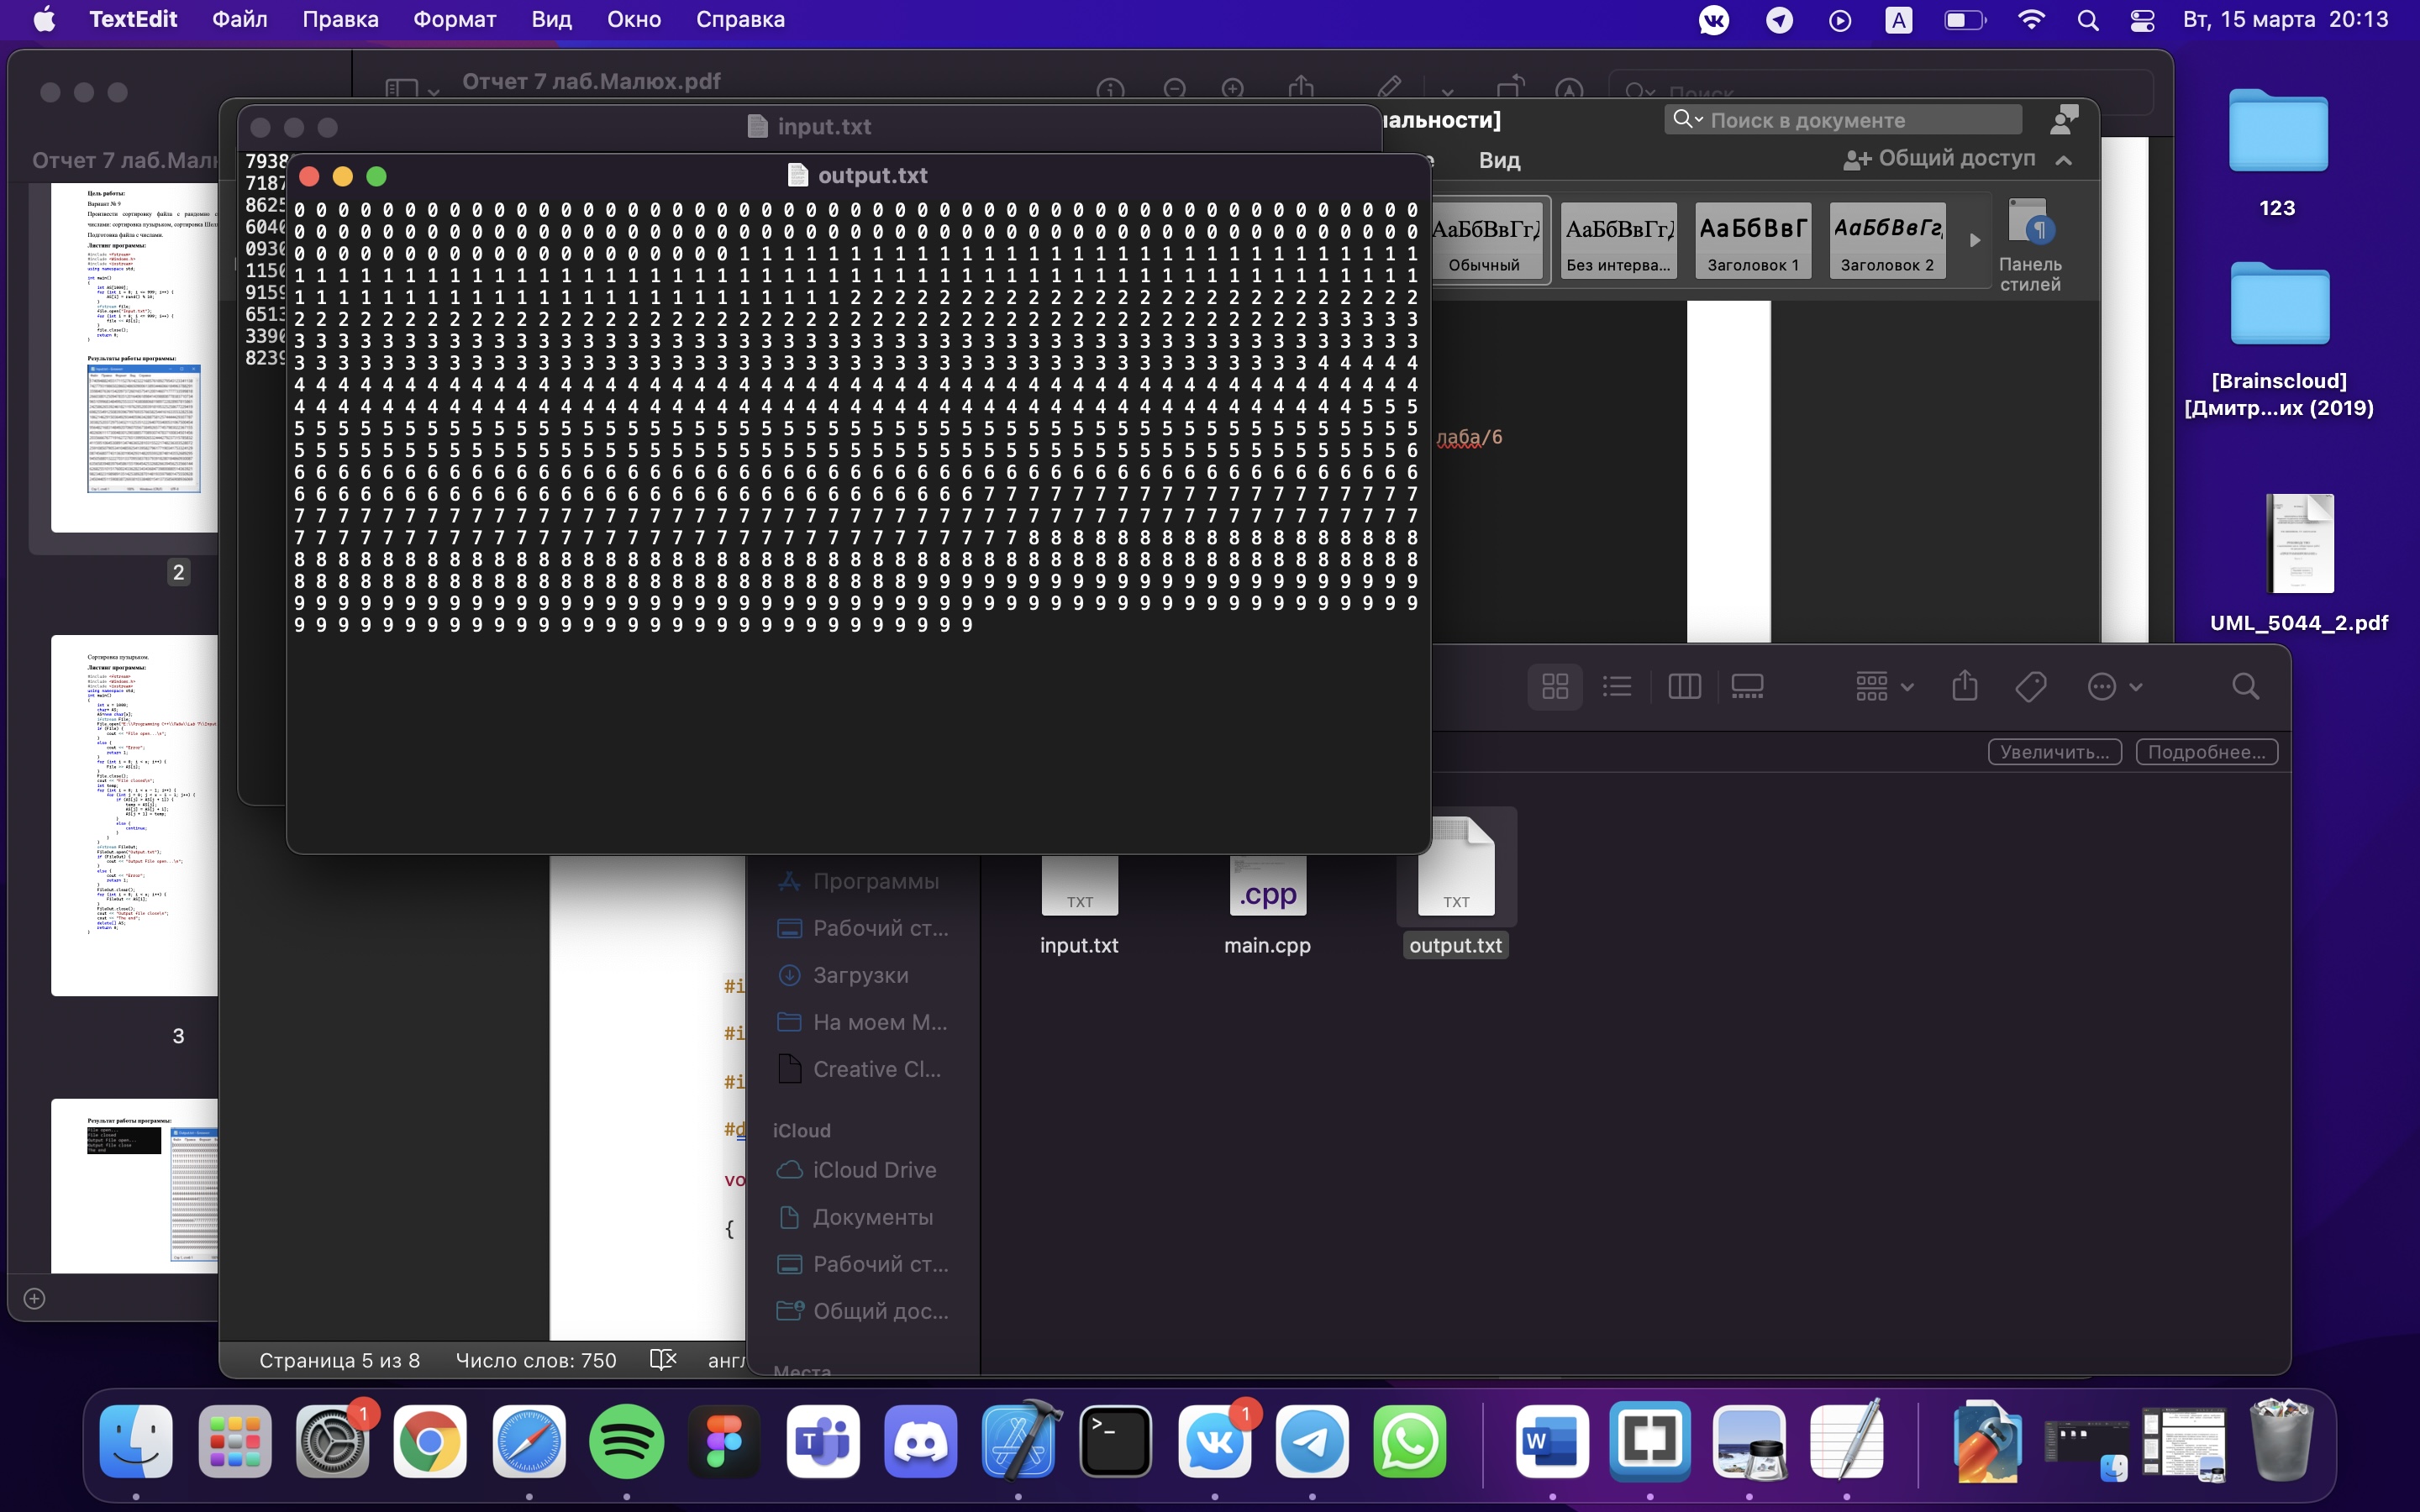 TextEdit Файл Правка Формат Вид Окно Справка
A Вт, 15 марта 20:13
Отчет 7 лаб.Малюх.pdf
Поиск
Отчет 7 лаб.Малю
альности]
Поиск в документе
Вид
Общий доступ
АаБбВвГгД Обычный
АаБбВвГгД Без интерва...
АаБбВвГ Заголовок 1
АаБбВвГг Заголовок 2
Панель стилей
лаба/6
input.txt
7938
7187
8625
6040
0930
1150
9159
6513
3390
8239
output.txt
0 0 0 0 0 0 0 0 0 0 0 0 0 0 0 0 0 0 0 0 0 0 0 0 0 0 0 0 0 0 0 0 0 0 0 0 0 0 0 0 0 0 0 0 0 0 0 0 0 0 0
0 0 0 0 0 0 0 0 0 0 0 0 0 0 0 0 0 0 0 0 0 0 0 0 0 0 0 0 0 0 0 0 0 0 0 0 0 0 0 0 0 0 0 0 0 0 0 0 0 0 0
0 0 0 0 0 0 0 0 0 0 0 0 0 0 0 0 0 0 0 0 1 1 1 1 1 1 1 1 1 1 1 1 1 1 1 1 1 1 1 1 1 1 1 1 1 1 1 1 1 1 1
1 1 1 1 1 1 1 1 1 1 1 1 1 1 1 1 1 1 1 1 1 1 1 1 1 1 1 1 1 1 1 1 1 1 1 1 1 1 1 1 1 1 1 1 1 1 1 1 1 1 1
1 1 1 1 1 1 1 1 1 1 1 1 1 1 1 1 1 1 1 1 1 1 1 1 1 2 2 2 2 2 2 2 2 2 2 2 2 2 2 2 2 2 2 2 2 2 2 2 2 2 2
2 2 2 2 2 2 2 2 2 2 2 2 2 2 2 2 2 2 2 2 2 2 2 2 2 2 2 2 2 2 2 2 2 2 2 2 2 2 2 2 2 2 2 2 2 2 3 3 3 3 3
3 3 3 3 3 3 3 3 3 3 3 3 3 3 3 3 3 3 3 3 3 3 3 3 3 3 3 3 3 3 3 3 3 3 3 3 3 3 3 3 3 3 3 3 3 3 3 3 3 3 3
3 3 3 3 3 3 3 3 3 3 3 3 3 3 3 3 3 3 3 3 3 3 3 3 3 3 3 3 3 3 3 3 3 3 3 3 3 3 3 3 3 3 3 3 3 3 4 4 4 4 4
4 4 4 4 4 4 4 4 4 4 4 4 4 4 4 4 4 4 4 4 4 4 4 4 4 4 4 4 4 4 4 4 4 4 4 4 4 4 4 4 4 4 4 4 4 4 4 4 4 4 4
4 4 4 4 4 4 4 4 4 4 4 4 4 4 4 4 4 4 4 4 4 4 4 4 4 4 4 4 4 4 4 4 4 4 4 4 4 4 4 4 4 4 4 4 4 4 4 4 5 5 5
5 5 5 5 5 5 5 5 5 5 5 5 5 5 5 5 5 5 5 5 5 5 5 5 5 5 5 5 5 5 5 5 5 5 5 5 5 5 5 5 5 5 5 5 5 5 5 5 5 5 5
5 5 5 5 5 5 5 5 5 5 5 5 5 5 5 5 5 5 5 5 5 5 5 5 5 5 5 5 5 5 5 5 5 5 5 5 5 5 5 5 5 5 5 5 5 5 5 5 5 5 6
6 6 6 6 6 6 6 6 6 6 6 6 6 6 6 6 6 6 6 6 6 6 6 6 6 6 6 6 6 6 6 6 6 6 6 6 6 6 6 6 6 6 6 6 6 6 6 6 6 6 6
6 6 6 6 6 6 6 6 6 6 6 6 6 6 6 6 6 6 6 6 6 6 6 6 6 6 6 6 6 6 6 7 7 7 7 7 7 7 7 7 7 7 7 7 7 7 7 7 7 7 7
7 7 7 7 7 7 7 7 7 7 7 7 7 7 7 7 7 7 7 7 7 7 7 7 7 7 7 7 7 7 7 7 7 7 7 7 7 7 7 7 7 7 7 7 7 7 7 7 7 7 7
7 7 7 7 7 7 7 7 7 7 7 7 7 7 7 7 7 7 7 7 7 7 7 7 7 7 7 7 7 7 7 7 7 8 8 8 8 8 8 8 8 8 8 8 8 8 8 8 8 8 8
8 8 8 8 8 8 8 8 8 8 8 8 8 8 8 8 8 8 8 8 8 8 8 8 8 8 8 8 8 8 8 8 8 8 8 8 8 8 8 8 8 8 8 8 8 8 8 8 8 8 8
8 8 8 8 8 8 8 8 8 8 8 8 8 8 8 8 8 8 8 8 8 8 8 8 8 8 8 8 9 9 9 9 9 9 9 9 9 9 9 9 9 9 9 9 9 9 9 9 9 9 9
9 9 9 9 9 9 9 9 9 9 9 9 9 9 9 9 9 9 9 9 9 9 9 9 9 9 9 9 9 9 9 9 9 9 9 9 9 9 9 9 9 9 9 9 9 9 9 9 9 9 9
9 9 9 9 9 9 9 9 9 9 9 9 9 9 9 9 9 9 9 9 9 9 9 9 9 9 9 9 9 9 9
Цель работы:
Вариант № 9
Подготовка файла с числами.
Листинг программы:
Результаты работы программы:
2
Сортировка пузырьком.
Листинг программы:
3
Результат работы программы:
#i
#i
#i
#d
vo
{
Страница 5 из 8 Число слов: 750 англ
Увеличить... Подробнее...
Программы
Рабочий ст...
Загрузки
На моем M...
Creative Cl...
iCloud
iCloud Drive
Документы
Рабочий ст...
Общий дос...
Места
TXT
input.txt
.cpp
main.cpp
TXT
output.txt
123
[Brainscloud]
[Дмитр...их (2019)
UML_5044_2.pdf
1
1